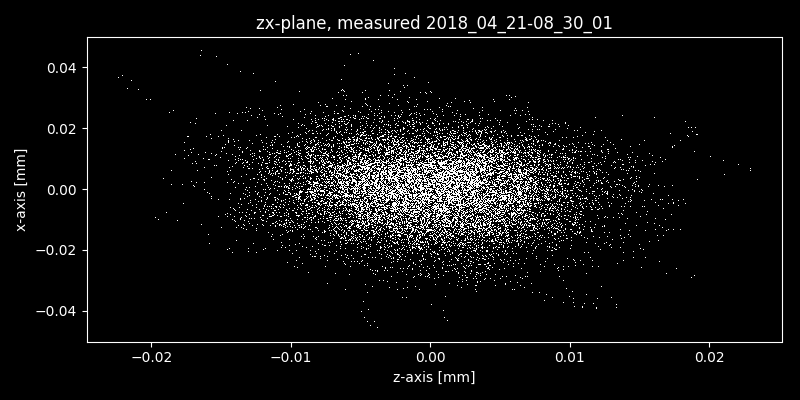 zx-plane, measured 2018_04_21-08_30_01
0.04
0.02
0.00
−0.02
−0.04
x-axis [mm]
−0.02 −0.01 0.00 0.01 0.02
z-axis [mm]